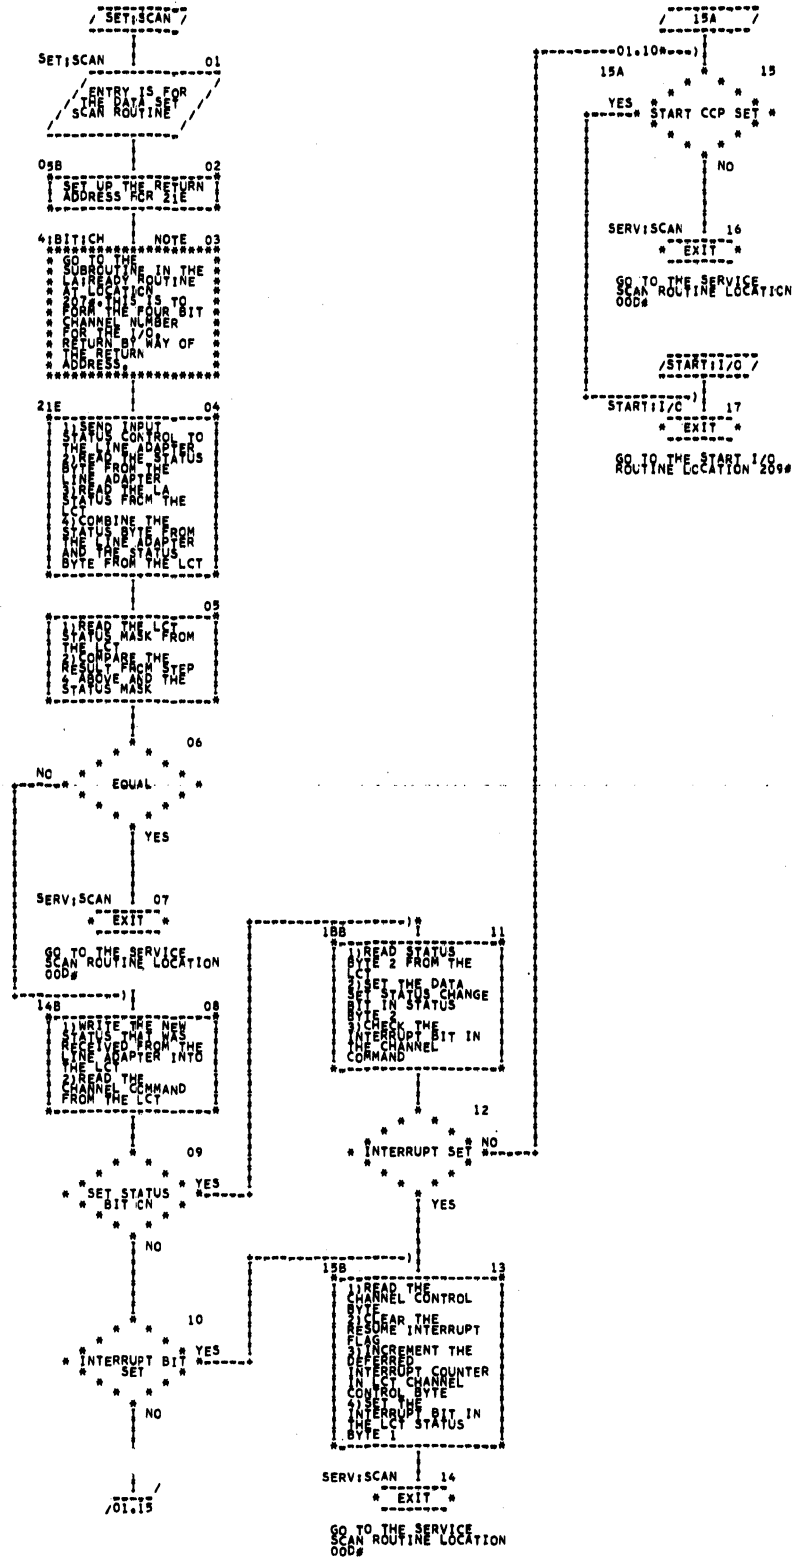 SET;SCAN
SET;SCAN 01
ENTRY IS FOR
THE DATA SET
SCAN ROUTINE
05B 02
SET UP THE RETURN
ADDRESS FOR 21E
4;BIT;CH NOTE 03
GO TO THE
SUBROUTINE IN THE
LA;READY ROUTINE
AT LOCATION
207#.THIS IS TO
FORM THE FOUR BIT
CHANNEL NUMBER
FOR THE I/O.
RETURN BY WAY OF
THE RETURN
ADDRESS.
21E 04
1)SEND INPUT
STATUS CONTROL TO
THE LINE ADAPTER
2)READ THE STATUS
BYTE FROM THE
LINE ADAPTER
3)READ THE LA
STATUS FROM THE
LCT
4)COMBINE THE
STATUS BYTE FROM
THE LINE ADAPTER
AND THE STATUS
BYTE FROM THE LCT
05
1)READ THE LCT
STATUS MASK FROM
THE LCT
2)COMPARE THE
RESULT FROM STEP
4 ABOVE AND THE
STATUS MASK
06
NO
EQUAL
YES
SERV;SCAN 07
EXIT
GO TO THE SERVICE
SCAN ROUTINE LOCATION
00D#
14B 08
1)WRITE THE NEW
STATUS THAT WAS
RECEIVED FROM THE
LINE ADAPTER INTO
THE LCT
2)READ THE
CHANNEL COMMAND
FROM THE LCT
09
SET STATUS
BIT ON
YES
NO
10
INTERRUPT BIT
SET
YES
NO
01.15
1BB 11
1)READ STATUS
BYTE 2 FROM THE
LCT
2)SET THE DATA
SET STATUS CHANGE
BIT IN STATUS
BYTE 2
3)CHECK THE
INTERRUPT BIT IN
THE CHANNEL
COMMAND
12
INTERRUPT SET
NO
YES
15B 13
1)READ THE
CHANNEL CONTROL
BYTE
2)CLEAR THE
RESUME INTERRUPT
FLAG
3)INCREMENT THE
DEFERRED
INTERRUPT COUNTER
IN LCT CHANNEL
CONTROL BYTE
4)SET THE
INTERRUPT BIT IN
THE LCT STATUS
BYTE 1
SERV;SCAN 14
EXIT
GO TO THE SERVICE
SCAN ROUTINE LOCATION
00D#
15A
01.10*
15A 15
YES
START CCP SET
NO
SERV;SCAN 16
EXIT
GO TO THE SERVICE
SCAN ROUTINE LOCATION
00D#
START;I/O
START;I/O 17
EXIT
GO TO THE START I/O
ROUTINE LOCATION 209#